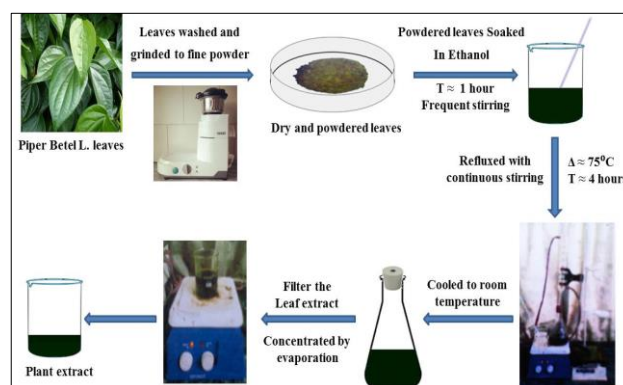 Leaves washed and
grinded to fine powder
Piper Betel L. leaves
Dry and powdered leaves
Powdered leaves Soaked
In Ethanol
T ≈ 1 hour
Frequent stirring
Refluxed with
continuous stirring
Δ ≈ 75⁰C
T ≈ 4 hour
Cooled to room
temperature
Filter the
Leaf extract
Concentrated by
evaporation
Plant extract